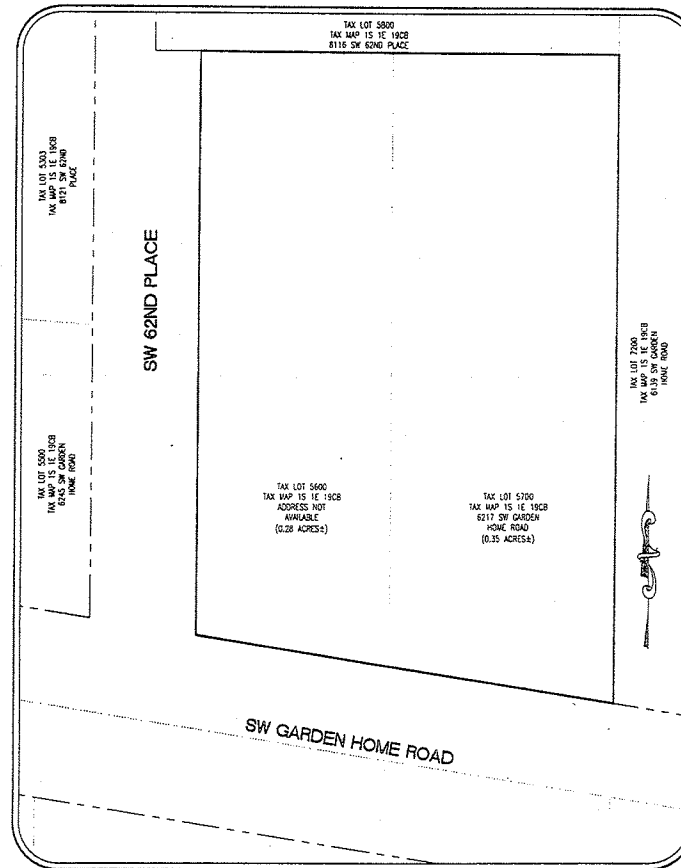 TAX LOT 5800
TAX MAP 1S 1E 19CB
8116 SW 62ND PLACE
TAX LOT 5303
TAX MAP 1S 1E 19CB
8121 SW 62ND
PLACE
SW 62ND PLACE
TAX LOT 7200
TAX MAP 1S 1E 19CB
6139 SW GARDEN
HOME ROAD
TAX LOT 5500
TAX MAP 1S 1E 19CB
6245 SW GARDEN
HOME ROAD
TAX LOT 5600
TAX MAP 1S 1E 19CB
ADDRESS NOT
AVAILABLE
(0.28 ACRES±)
TAX LOT 5700
TAX MAP 1S 1E 19CB
6217 SW GARDEN
HOME ROAD
(0.35 ACRES±)
SW GARDEN HOME ROAD